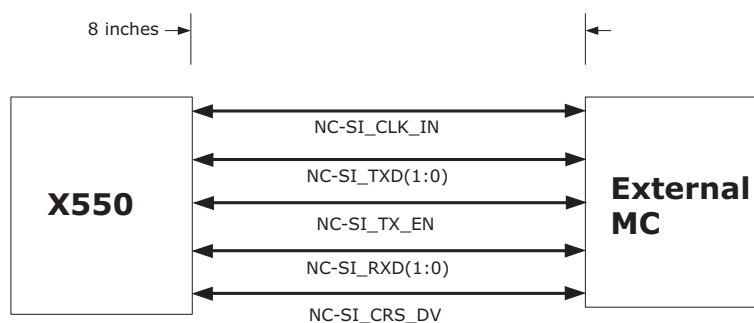 8 inches
X550
NC-SI_CLK_IN
NC-SI_TXD(1:0)
NC-SI_TX_EN
NC-SI_RXD(1:0)
NC-SI_CRS_DV
External
MC